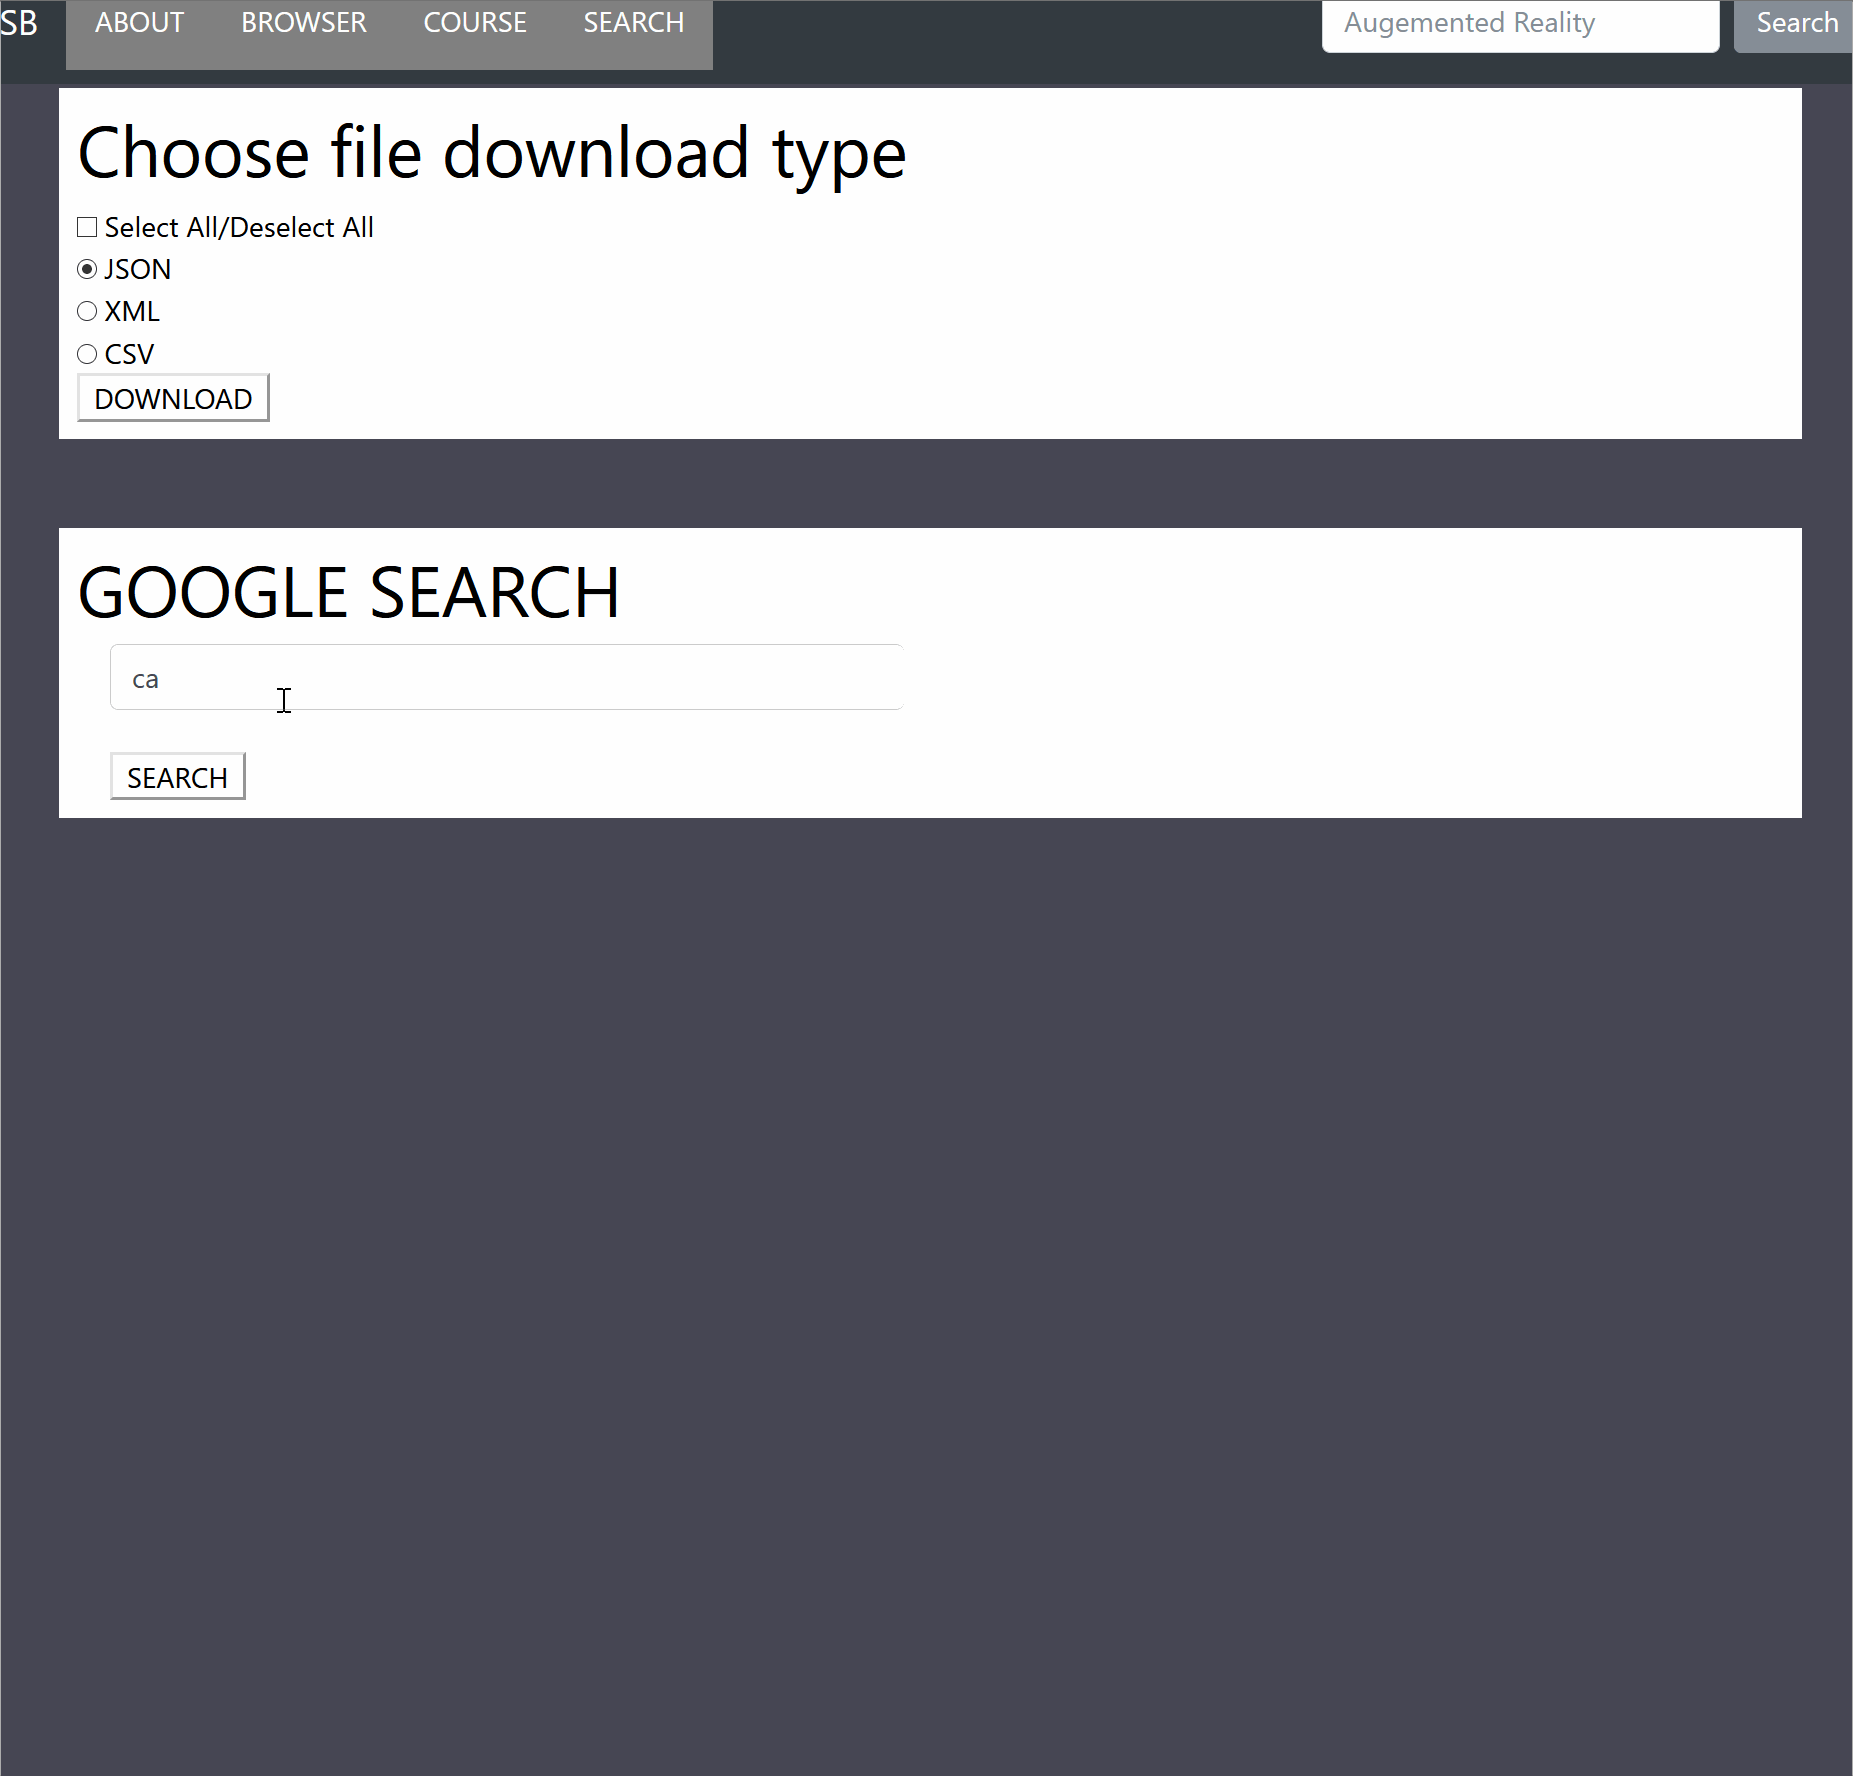 SB ABOUT BROWSER COURSE SEARCH Augemented Reality Search
Choose file download type
Select All/Deselect All
JSON
XML
CSV
DOWNLOAD
GOOGLE SEARCH
ca
SEARCH